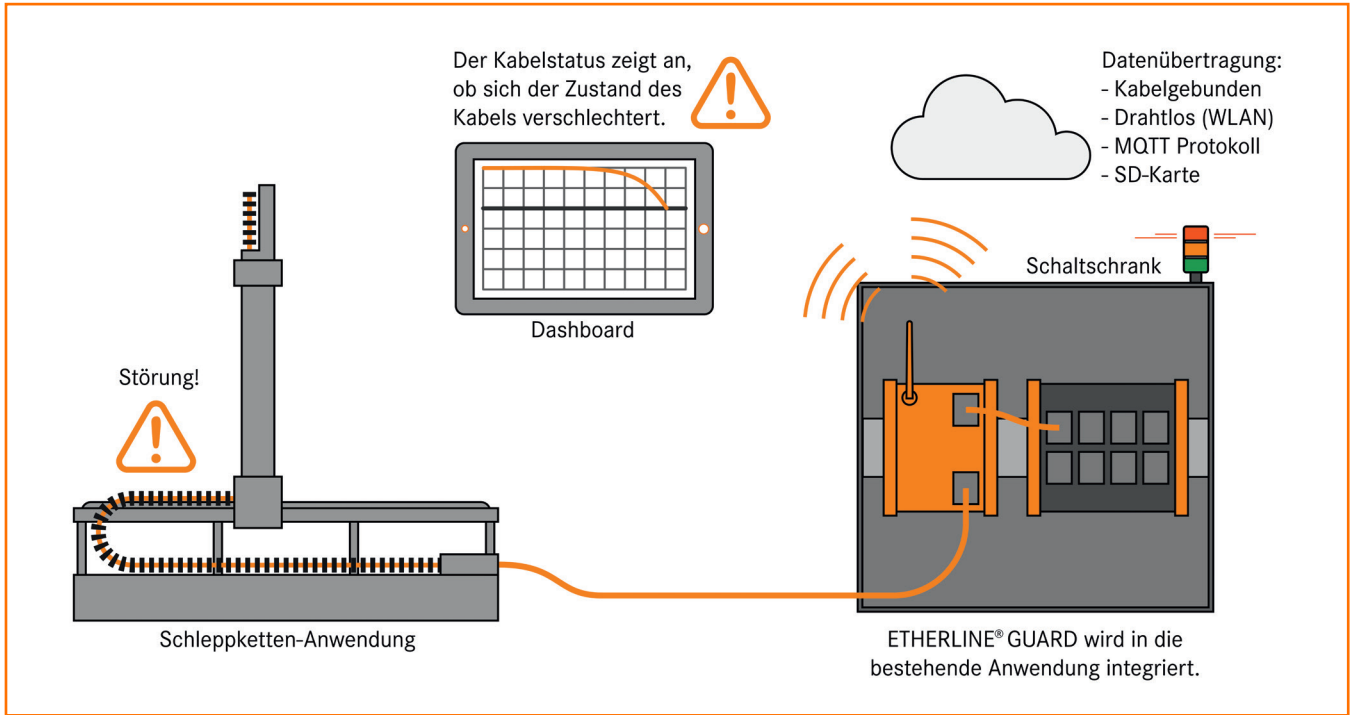 Der Kabelstatus zeigt an,
ob sich der Zustand des
Kabels verschlechtert.
Dashboard
Datenübertragung:
- Kabelgebunden
- Drahtlos (WLAN)
- MQTT Protokoll
- SD-Karte
Schaltschrank
Störung!
Schleppketten-Anwendung
ETHERLINE® GUARD wird in die
bestehende Anwendung integriert.